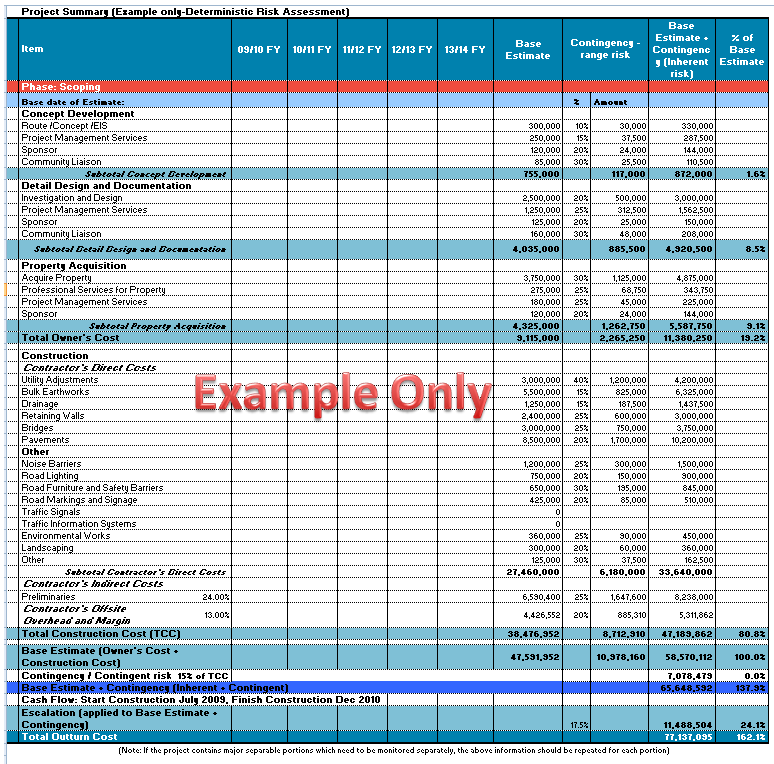 Project Summary (Example only-Deterministic Risk Assessment)
Item 09/10 FY 10/11 FY 11/12 FY 12/13 FY 13/14 FY Base Estimate Contingency - range risk Base Estimate + Contingenc y (Inherent risk) % of Base Estimate
Phase: Scoping
Base date of Estimate: % Amount
Concept Development
Route /Concept /EIS 300,000 10% 30,000 330,000
Project Management Services 250,000 15% 37,500 287,500
Sponsor 120,000 20% 24,000 144,000
Community Liaison 85,000 30% 25,500 110,500
Subtotal Concept Development 755,000 117,000 872,000 1.6%
Detail Design and Documentation
Investigation and Design 2,500,000 20% 500,000 3,000,000
Project Management Services 1,250,000 25% 312,500 1,562,500
Sponsor 125,000 20% 25,000 150,000
Community Liaison 160,000 30% 48,000 208,000
Subtotal Detail Design and Documentation 4,035,000 885,500 4,920,500 8.5%
Property Acquisition
Acquire Property 3,750,000 30% 1,125,000 4,875,000
Professional Services for Property 275,000 25% 68,750 343,750
Project Management Services 180,000 25% 45,000 225,000
Sponsor 120,000 20% 24,000 144,000
Subtotal Property Acquisition 4,325,000 1,262,750 5,587,750 9.1%
Total Owner's Cost 9,115,000 2,265,250 11,380,250 19.2%
Construction
Contractor's Direct Costs
Utility Adjustments 3,000,000 40% 1,200,000 4,200,000
Bulk Earthworks 5,500,000 15% 825,000 6,325,000
Example Only
Drainage 1,250,000 15% 187,500 1,437,500
Retaining Walls 2,400,000 25% 600,000 3,000,000
Bridges 3,000,000 25% 750,000 3,750,000
Pavements 8,500,000 20% 1,700,000 10,200,000
Other
Noise Barriers 1,200,000 25% 300,000 1,500,000
Road Lighting 750,000 20% 150,000 900,000
Road Furniture and Safety Barriers 650,000 30% 195,000 845,000
Road Markings and Signage 425,000 20% 85,000 510,000
Traffic Signals 0
Traffic Information Systems 0
Environmental Works 360,000 25% 90,000 450,000
Landscaping 300,000 20% 60,000 360,000
Other 125,000 30% 37,500 162,500
Subtotal Contractor's Direct Costs 27,460,000 6,180,000 33,640,000
Contractor's Indirect Costs
Preliminaries 24.00% 6,590,400 25% 1,647,600 8,238,000
Contractor's Offsite
Overhead and Margin 13.00% 4,426,552 20% 885,310 5,311,862
Total Construction Cost (TCC) 38,476,952 8,712,910 47,189,862 80.8%
Base Estimate (Owner's Cost +
Construction Cost) 47,591,952 10,978,160 58,570,112 100.0%
Contingency / Contingent risk 15% of TCC 7,078,479 0.0%
Base Estimate + Contingency (Inherent + Contingent) 65,648,592 137.9%
Cash Flow: Start Construction July 2009, Finish Construction Dec 2010
Escalation (applied to Base Estimate +
Contingency) 17.5% 11,488,504 24.1%
Total Outturn Cost 77,137,095 162.1%
(Note: If the project contains major separable portions which need to be monitored separately, the above information should be repeated for each portion)